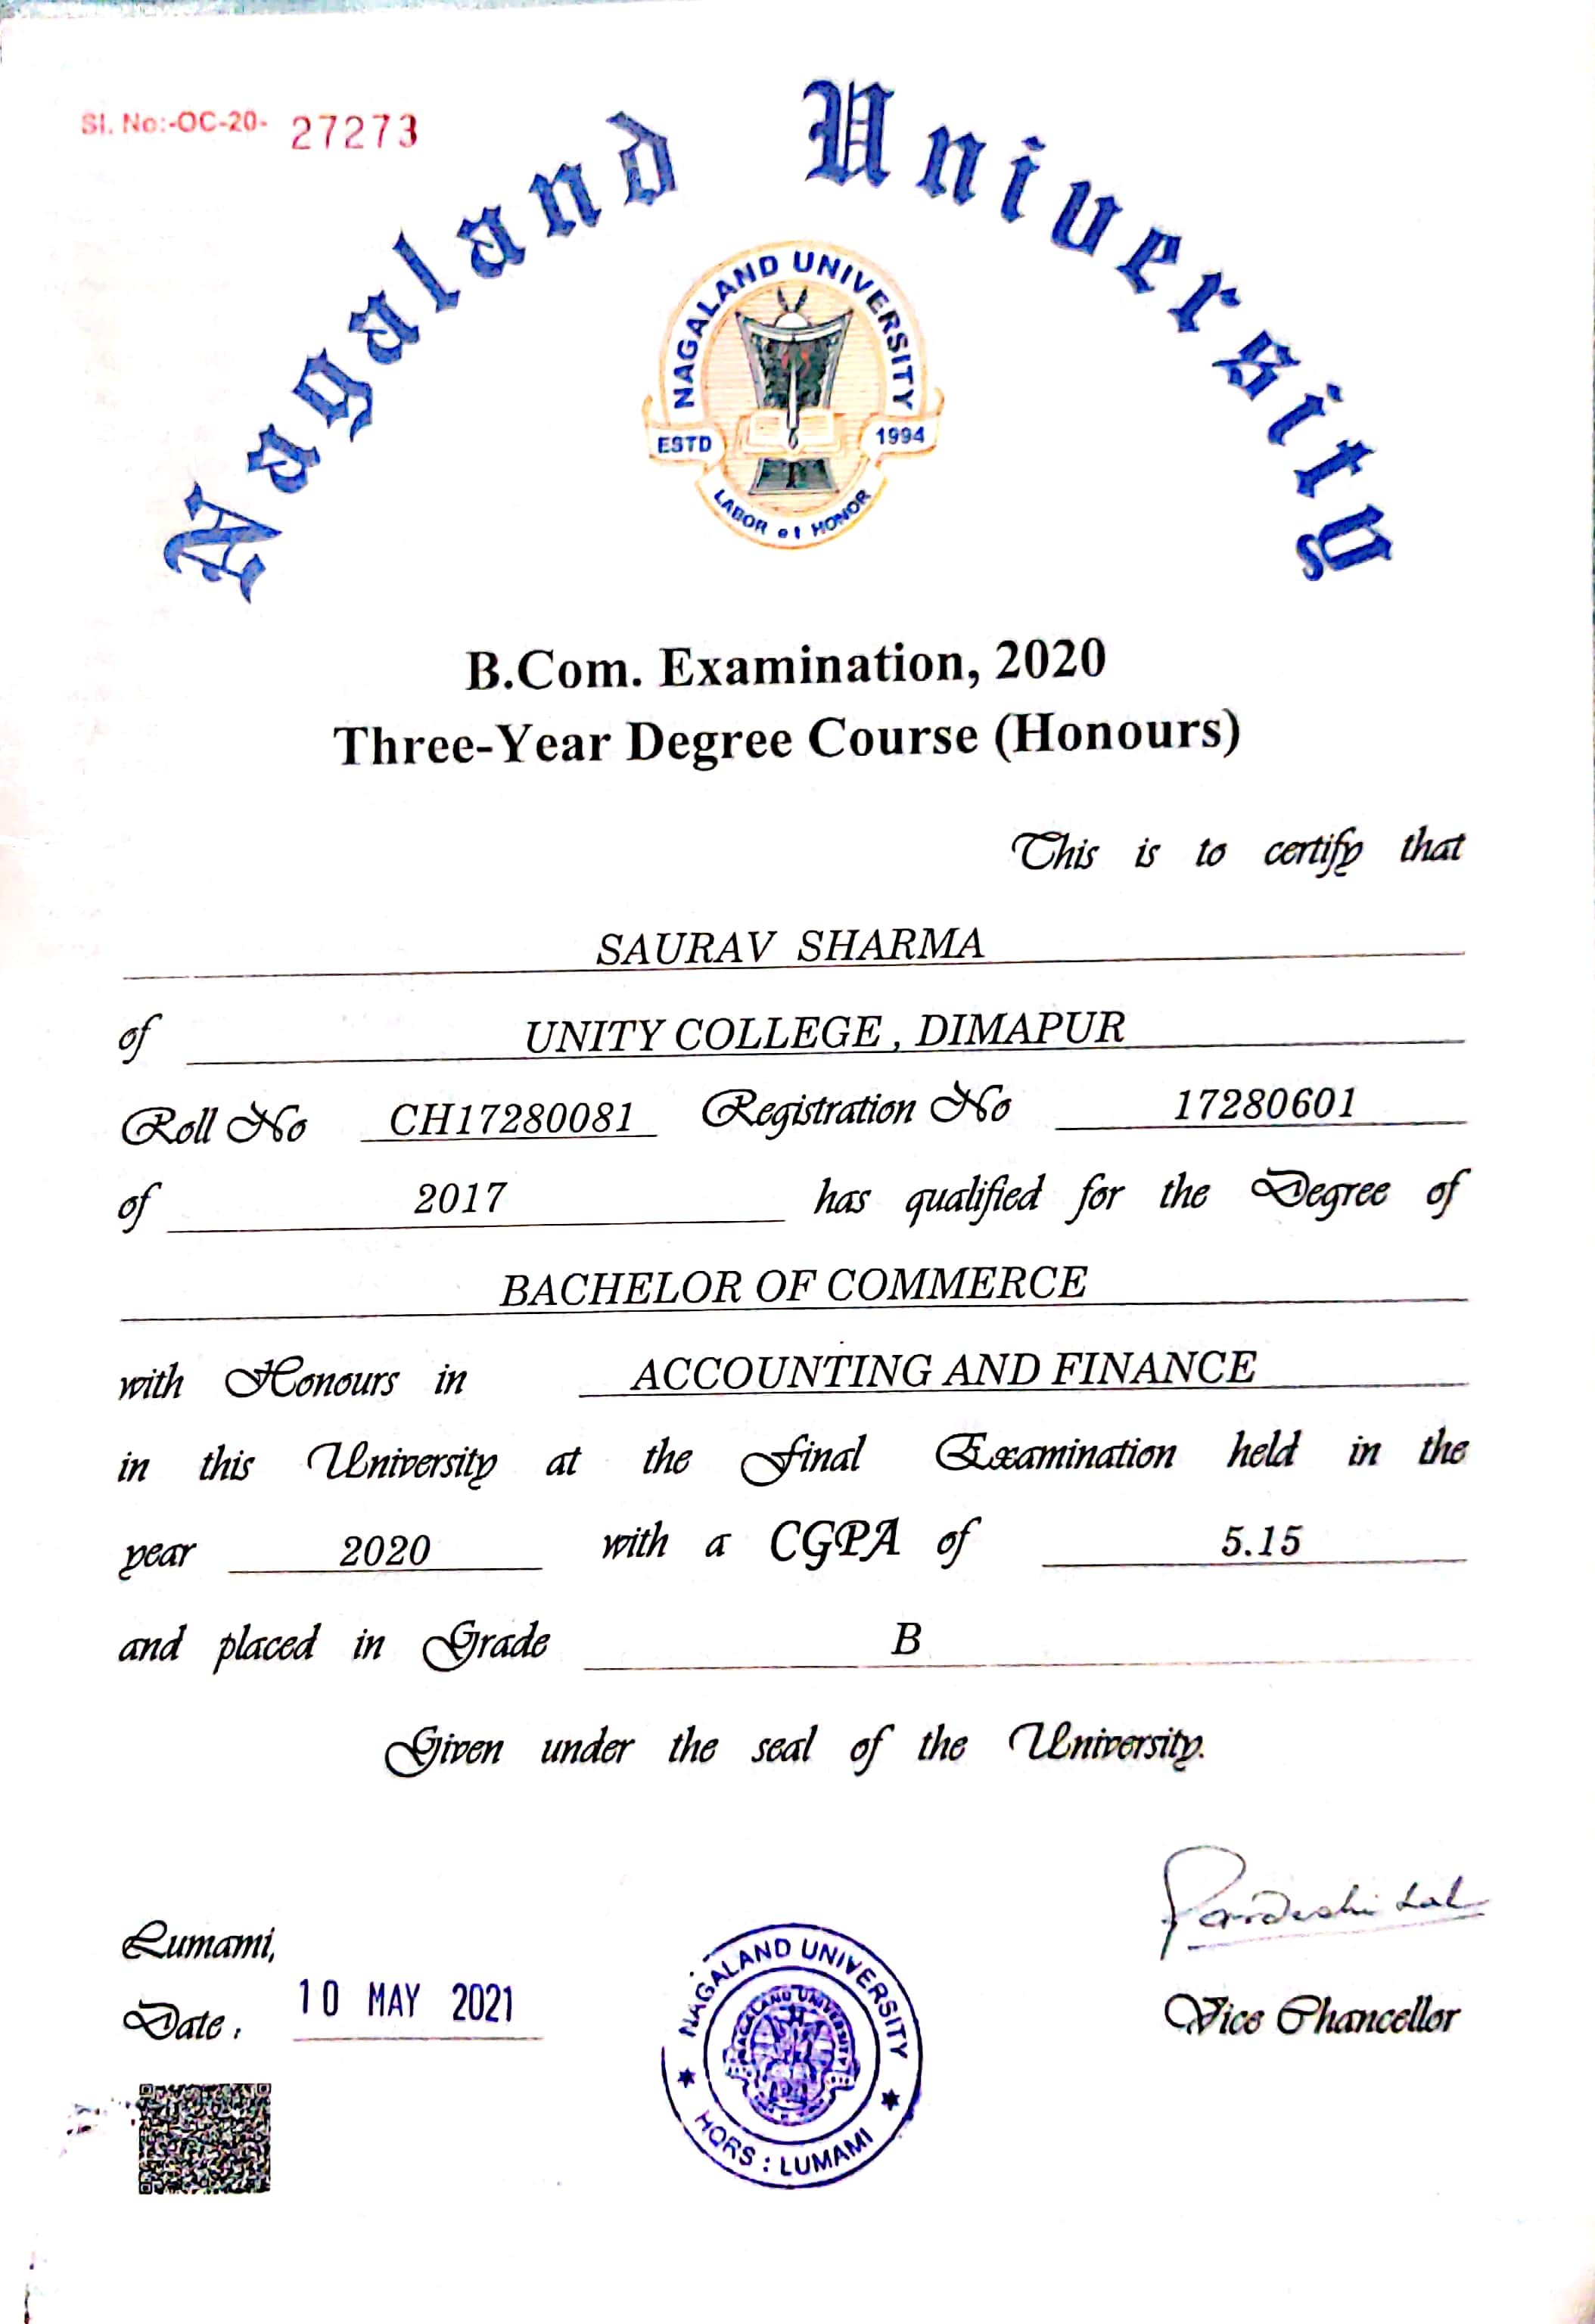 Sl. No:-OC-20- 27273
Nagaland University
NAGALAND UNIVERSITY
ESTD 1994
LABOR et HONOR
B.Com. Examination, 2020
Three-Year Degree Course (Honours)
This is to certify that
SAURAV SHARMA
of UNITY COLLEGE , DIMAPUR
Roll No CH17280081 Registration No 17280601
of 2017 has qualified for the Degree of
BACHELOR OF COMMERCE
with Honours in ACCOUNTING AND FINANCE
in this University at the Final Examination held in the
year 2020 with a CGPA of 5.15
and placed in Grade B
Given under the seal of the University.
Pardeshi Lal
Lumami,
Date : 10 MAY 2021
Vice Chancellor
NAGALAND UNIVERSITY
NAGALAND UNIVERSITY
HQRS : LUMAMI